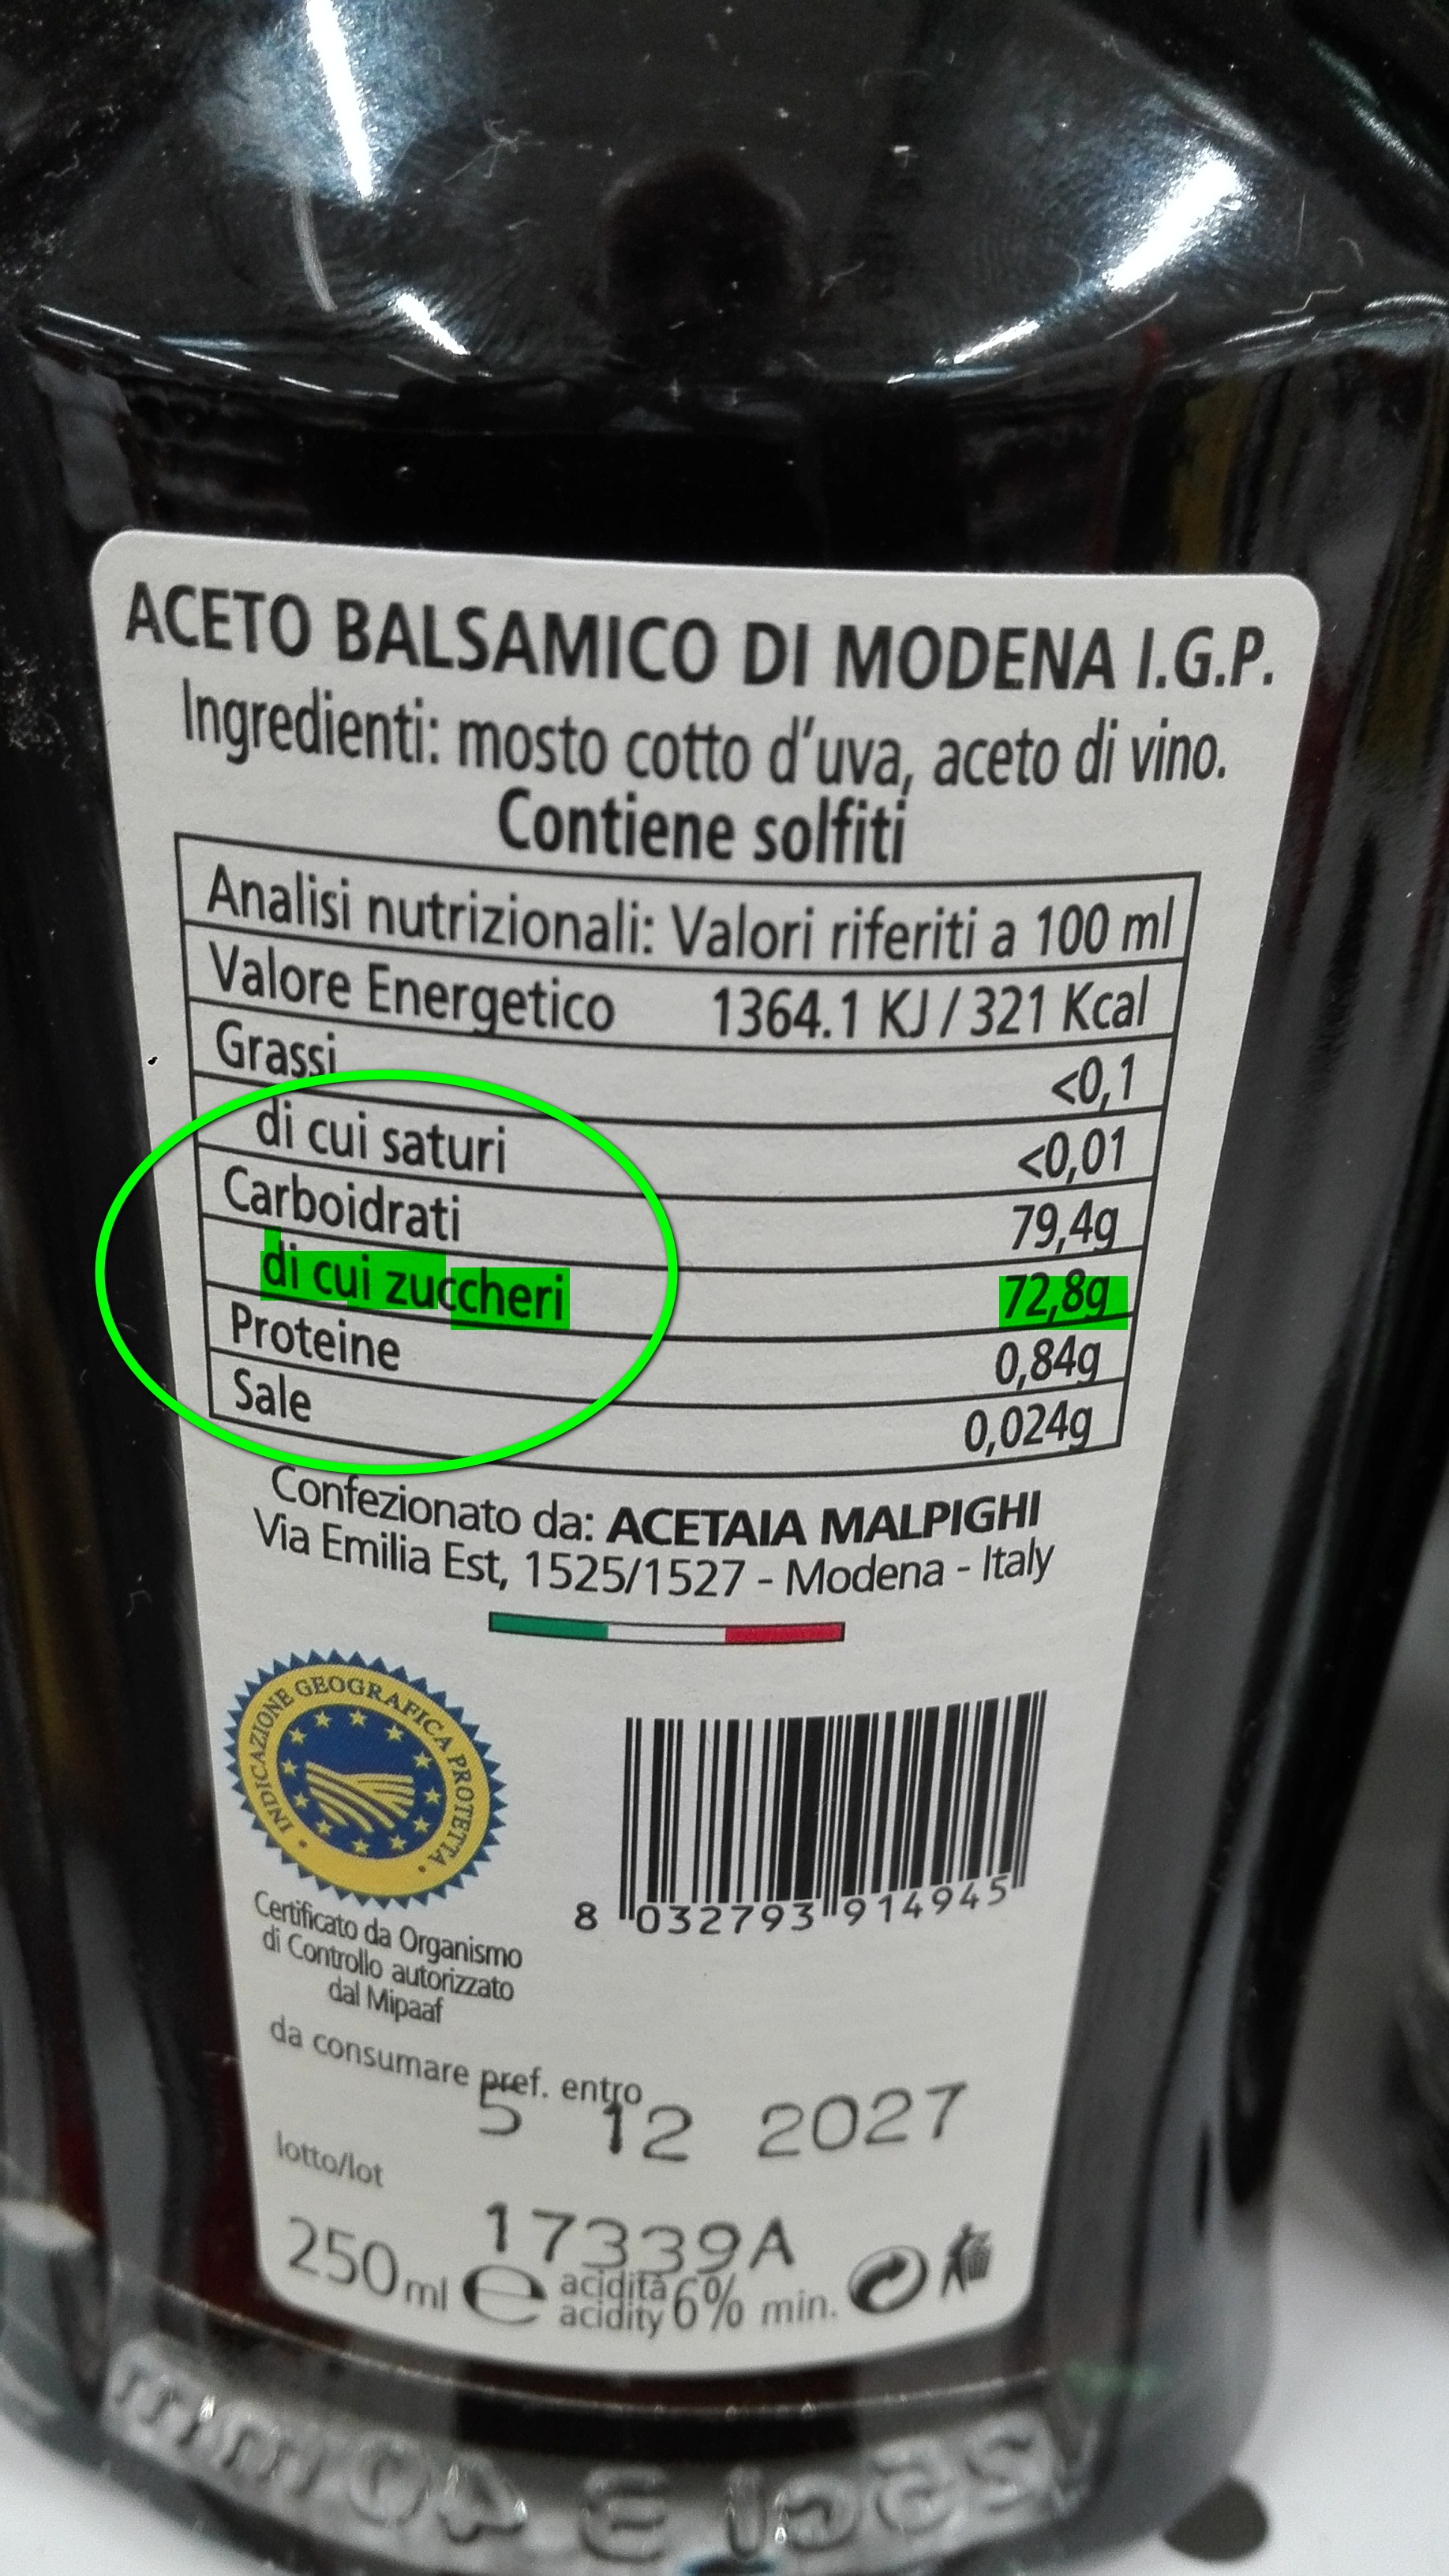 ACETO BALSAMICO DI MODENA I.G.P.
Ingredienti: mosto cotto d'uva, aceto di vino.
Contiene solfiti
Analisi nutrizionali: Valori riferiti a 100 ml
Valore Energetico 1364.1 KJ / 321 Kcal
Grassi <0,1
di cui saturi <0,01
Carboidrati 79,4g
di cui zuccheri 72,8g
Proteine 0,84g
Sale 0,024g
Confezionato da: ACETAIA MALPIGHI
Via Emilia Est, 1525/1527 - Modena - Italy
• INDICAZIONE GEOGRAFICA PROTETTA •
8 032793 914945
Certificato da Organismo
di Controllo autorizzato
dal Mipaaf
da consumare pref. entro
5 12 2027
lotto/lot
17339A
250 ml e acidità
acidity 6% min.